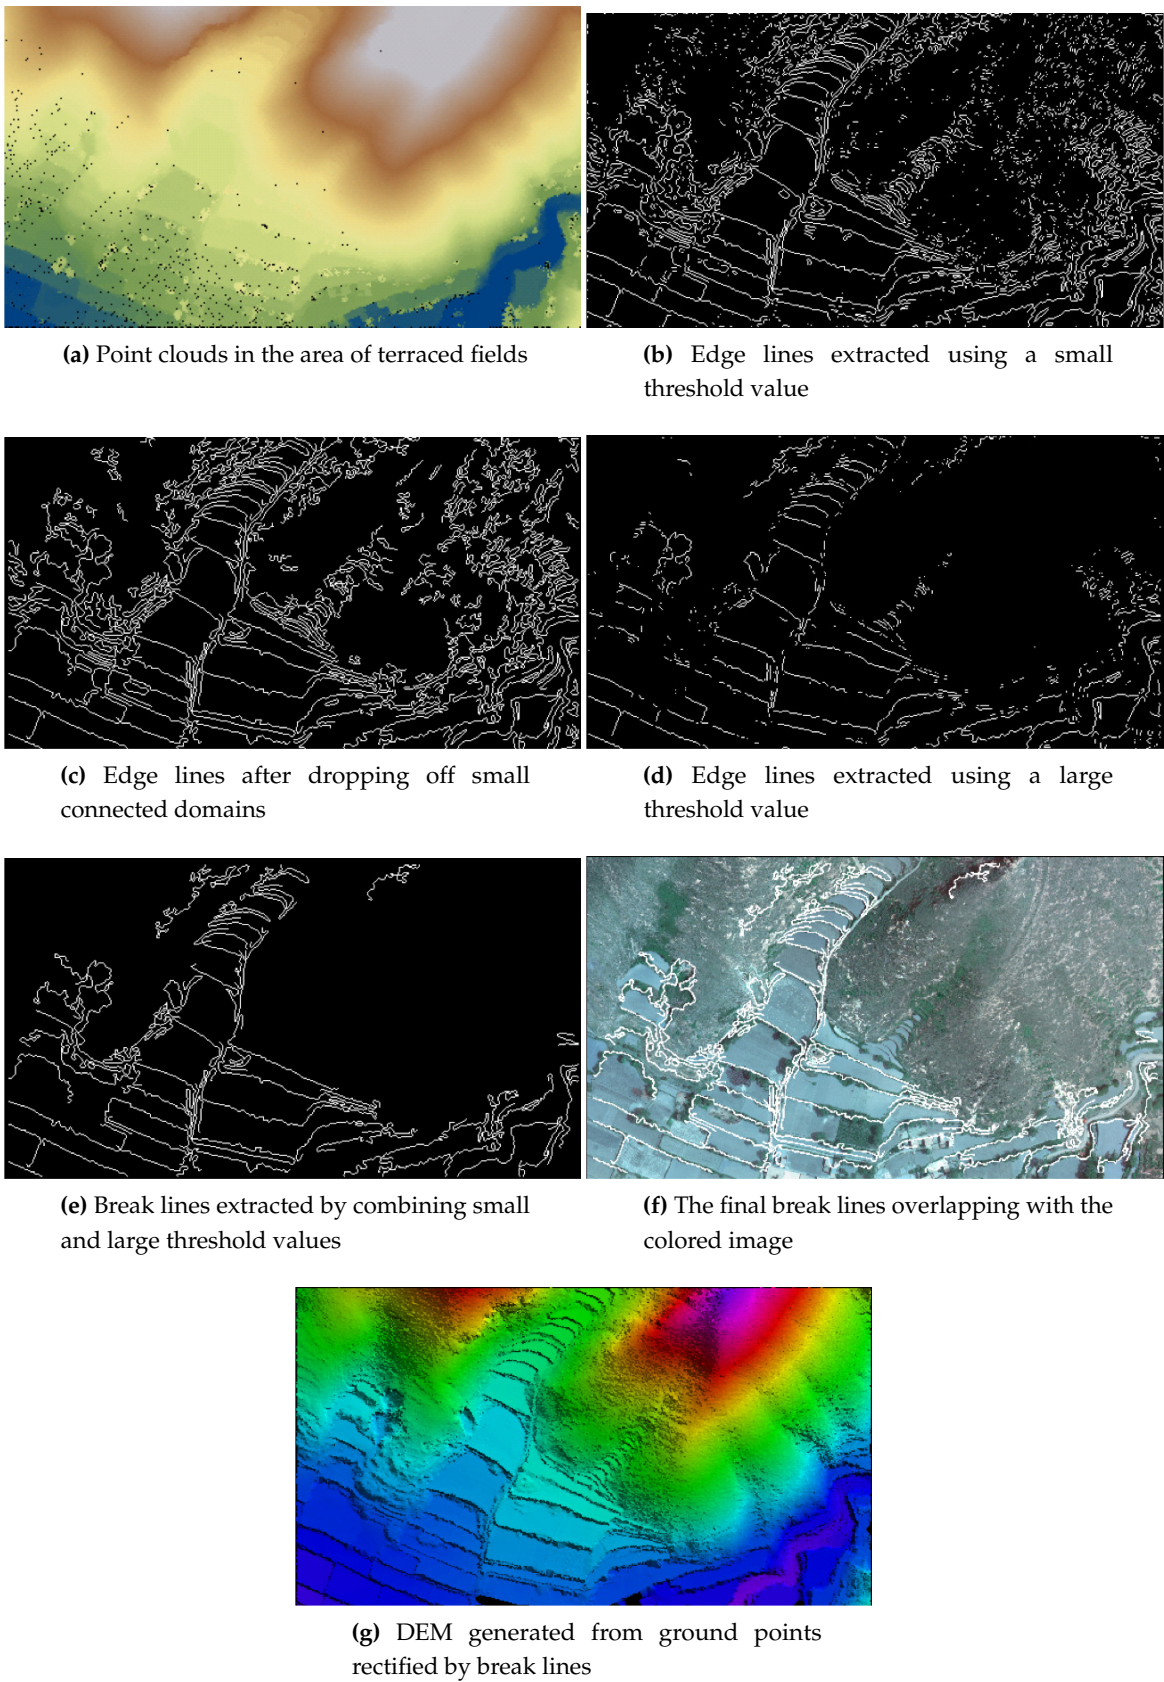 (a) Point clouds in the area of terraced fields
(b) Edge lines extracted using a small
threshold value
(c) Edge lines after dropping off small
connected domains
(d) Edge lines extracted using a large
threshold value
(e) Break lines extracted by combining small
and large threshold values
(f) The final break lines overlapping with the
colored image
(g) DEM generated from ground points
rectified by break lines